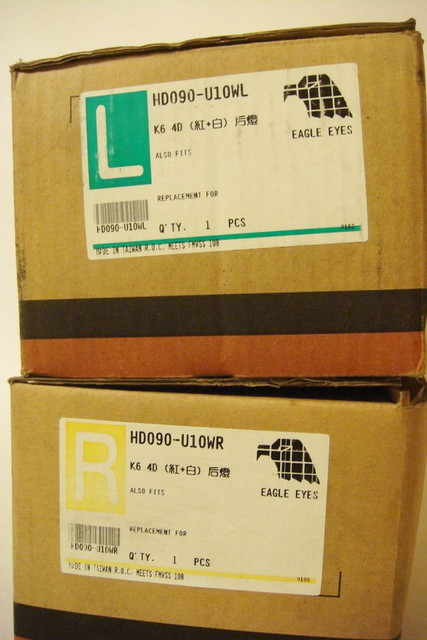 L
HD090-U10WL
K6 4D (紅+白) 后燈
EAGLE EYES
ALSO FITS
REPLACEMENT FOR
HD090-U10WL
Q'TY. 1 PCS
MADE IN TAIWAN R.O.C. MEETS FMVSS 108
R
HD090-U10WR
K6 4D (紅+白) 后燈
EAGLE EYES
ALSO FITS
REPLACEMENT FOR
HD090-U10WR
Q'TY. 1 PCS
MADE IN TAIWAN R.O.C. MEETS FMVSS 108